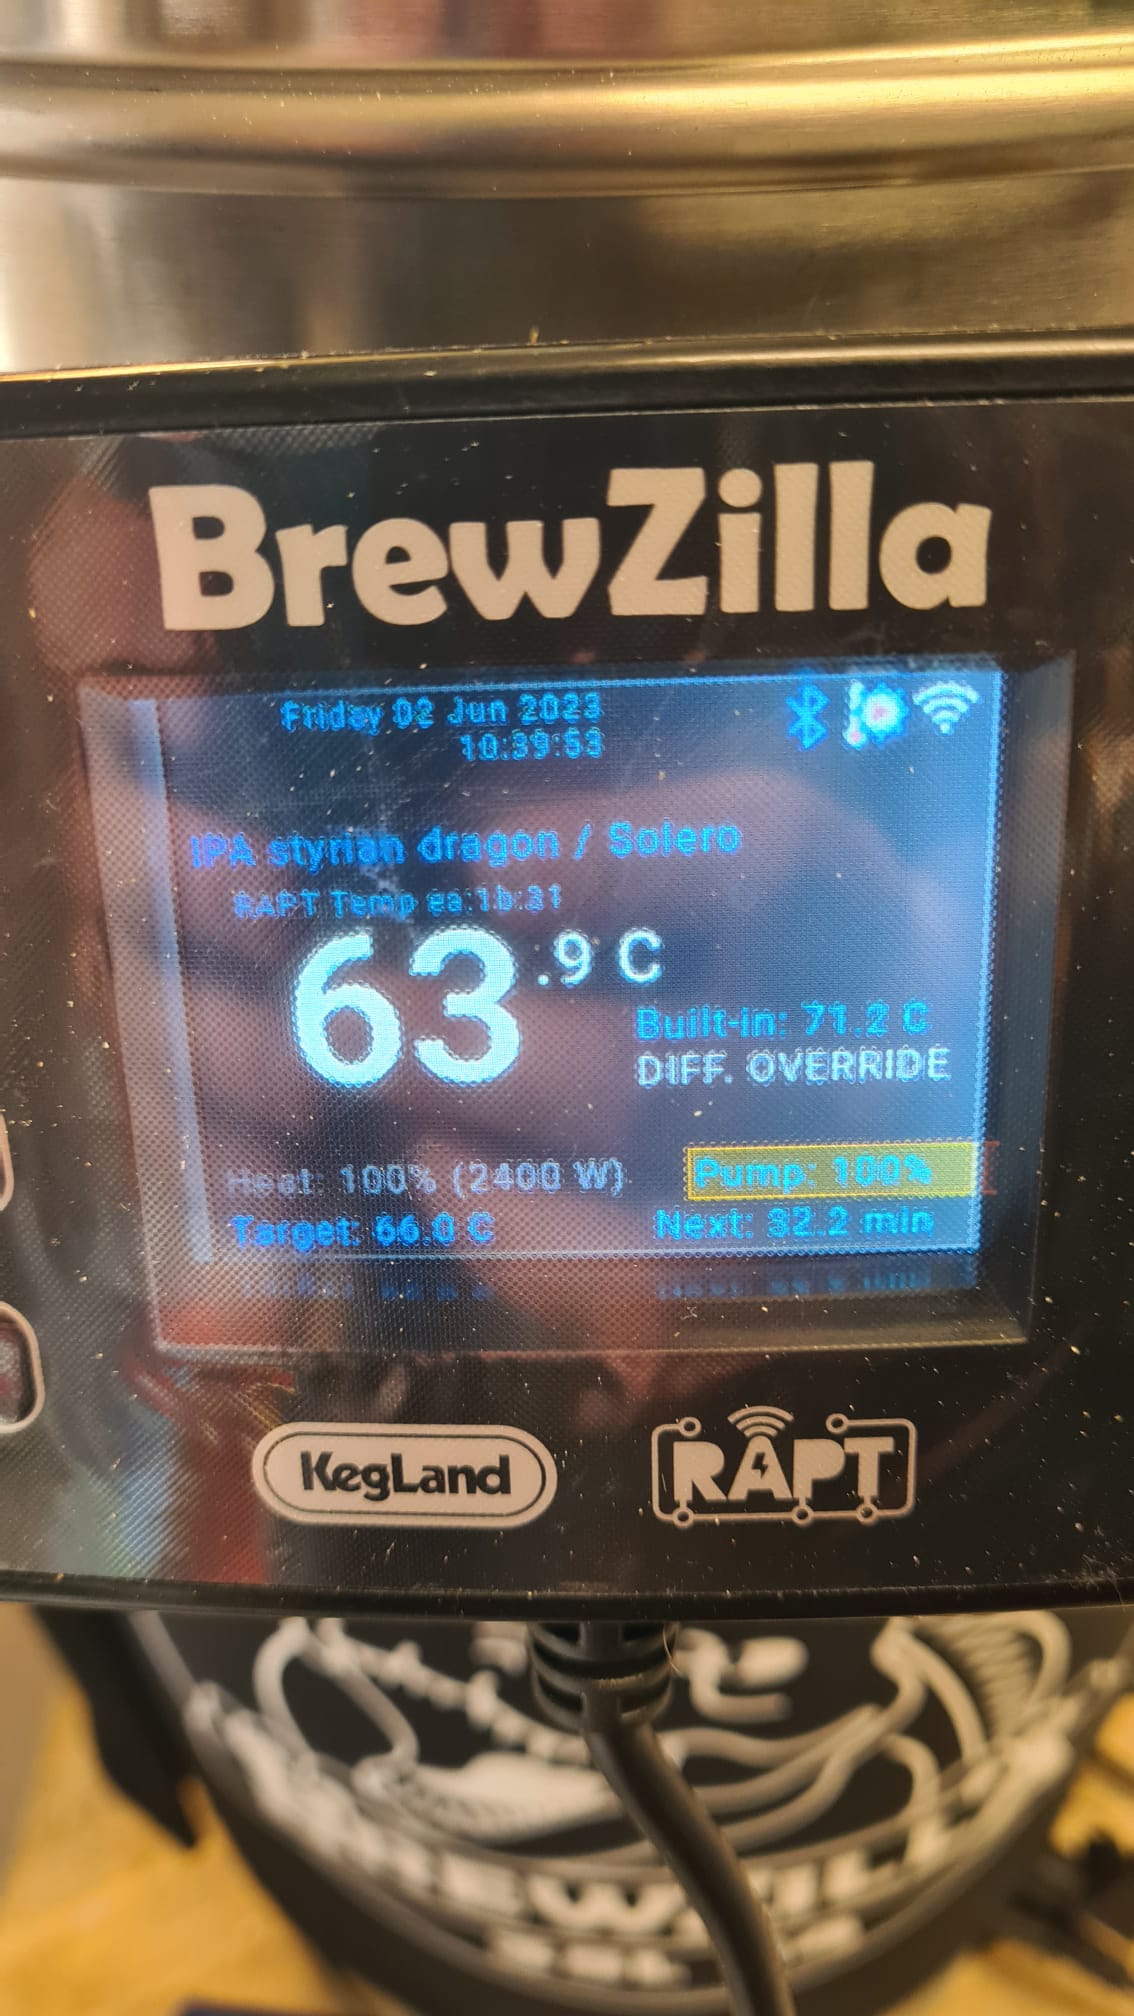 BrewZilla
Friday 02 Jun 2023
10:39:53
IPA styrian dragon / Solero
RAPT Temp ea:1b:31
63.9 C
Built-in: 71.2 C
DIFF. OVERRIDE
Heat: 100% (2400 W)
Pump: 100%
Target: 66.0 C
Next: 32.2 min
KegLand
RAPT